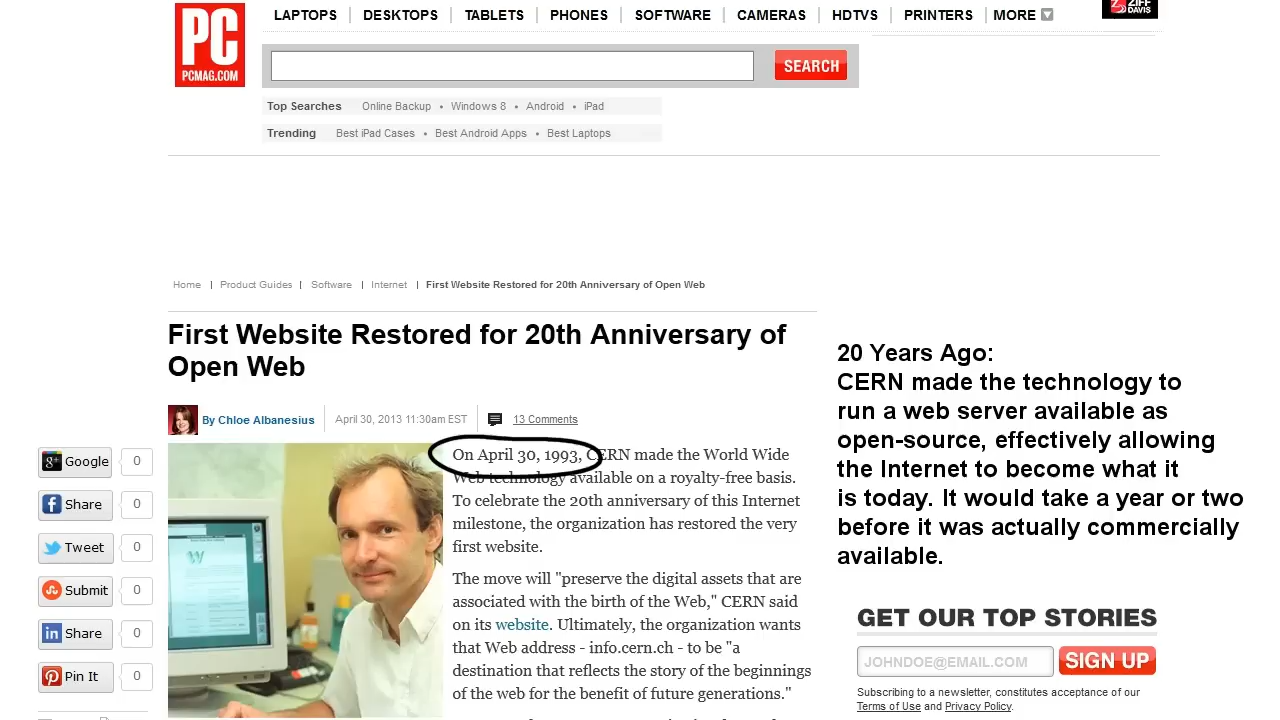 PC
PCMAG.COM
LAPTOPS | DESKTOPS | TABLETS | PHONES | SOFTWARE | CAMERAS | HDTVS | PRINTERS | MORE
ZIFF
DAVIS
SEARCH
Top Searches Online Backup • Windows 8 • Android • iPad
Trending Best iPad Cases • Best Android Apps • Best Laptops
Home | Product Guides | Software | Internet | First Website Restored for 20th Anniversary of Open Web
First Website Restored for 20th Anniversary of
Open Web
By Chloe Albanesius | April 30, 2013 11:30am EST | 13 Comments
Google 0
Share 0
Tweet 0
Submit 0
Share 0
Pin It 0
W
On April 30, 1993, CERN made the World Wide
Web technology available on a royalty-free basis.
To celebrate the 20th anniversary of this Internet
milestone, the organization has restored the very
first website.
The move will "preserve the digital assets that are
associated with the birth of the Web," CERN said
on its website. Ultimately, the organization wants
that Web address - info.cern.ch - to be "a
destination that reflects the story of the beginnings
of the web for the benefit of future generations."
20 Years Ago:
CERN made the technology to
run a web server available as
open-source, effectively allowing
the Internet to become what it
is today. It would take a year or two
before it was actually commercially
available.
GET OUR TOP STORIES
JOHNDOE@EMAIL.COM SIGN UP
Subscribing to a newsletter, constitutes acceptance of our
Terms of Use and Privacy Policy.